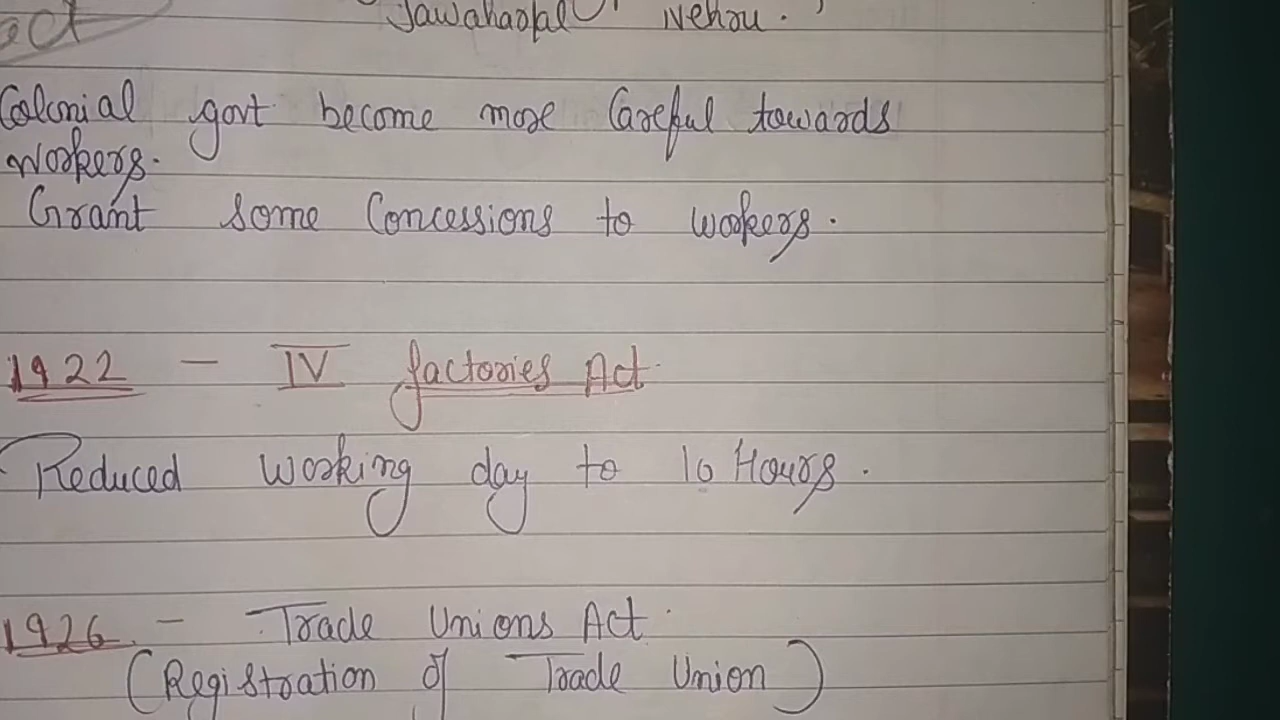 Jawaharlal Nehru.
Colonial govt. become more Careful towards
workers.
Grant some Concessions to workers.
1922 - IV factories Act.
Reduced working day to 10 Hours.
1926. - Trade Unions Act.
(Registration of Trade Union)